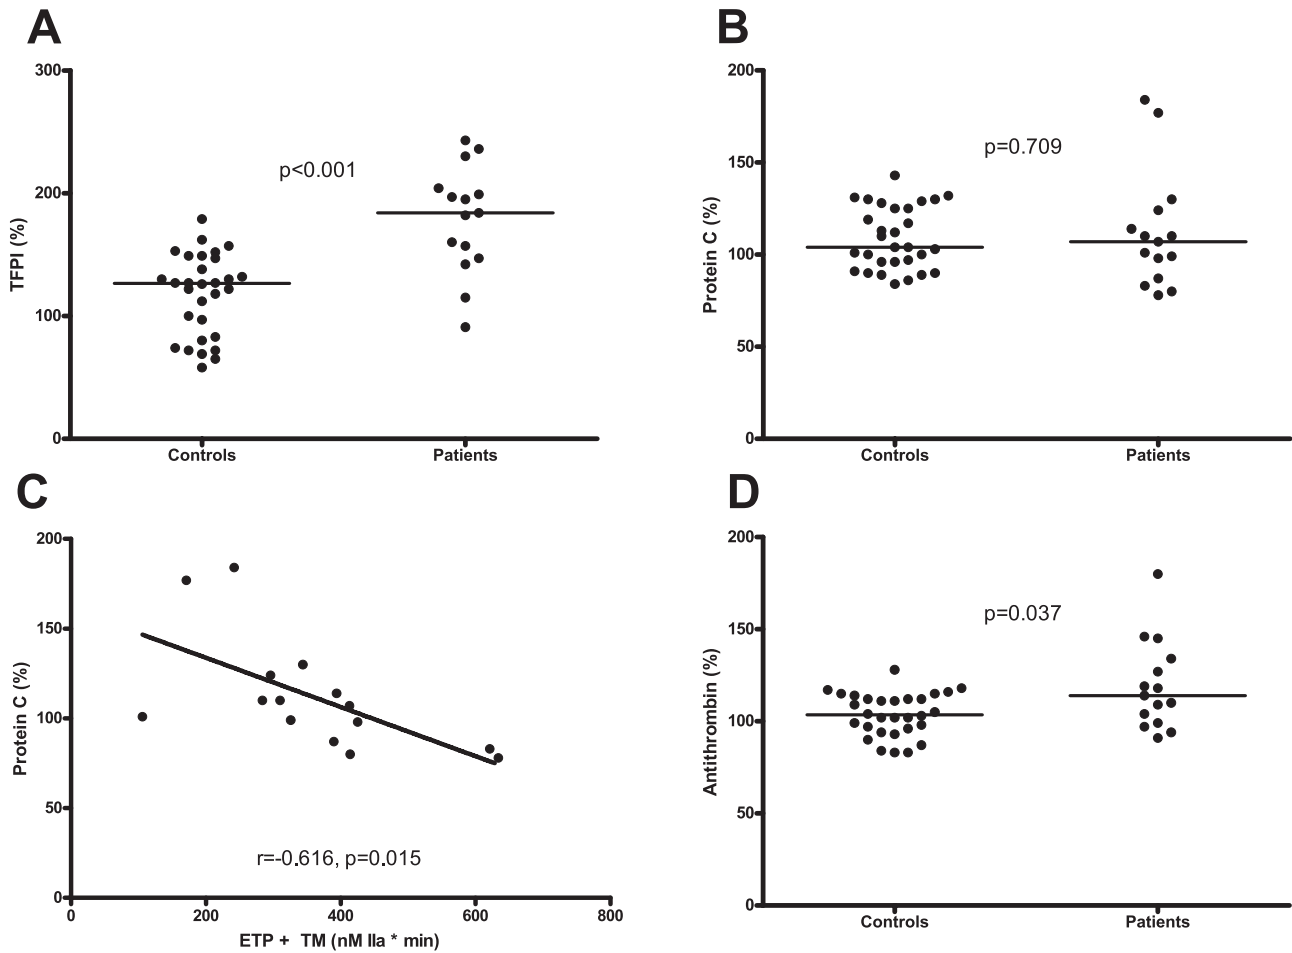 A
300
200
100
0
TFPI (%)
p<0.001
Controls
Patients
B
200
150
100
50
0
Protein C (%)
p=0.709
Controls
Patients
C
200
150
100
50
0
Protein C (%)
r=-0.616, p=0.015
0
200
400
600
800
ETP + TM (nM IIa * min)
D
200
150
100
50
0
Antithrombin (%)
p=0.037
Controls
Patients